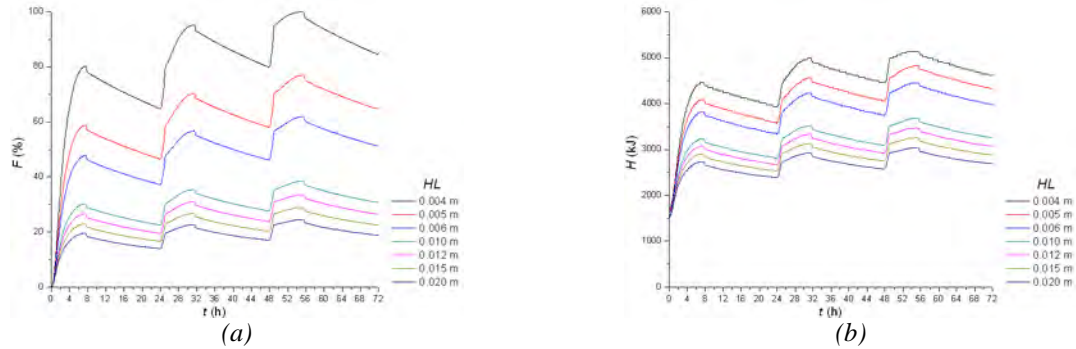 100
80
60
40
20
0
F (%)
0 4 8 12 16 20 24 28 32 36 40 44 48 52 56 60 64 68 72
t (h)
HL
0.004 m
0.005 m
0.006 m
0.010 m
0.012 m
0.015 m
0.020 m
(a)
6000
5000
4000
3000
2000
1000
0
H (kJ)
0 4 8 12 16 20 24 28 32 36 40 44 48 52 56 60 64 68 72
t (h)
HL
0.004 m
0.005 m
0.006 m
0.010 m
0.012 m
0.015 m
0.020 m
(b)